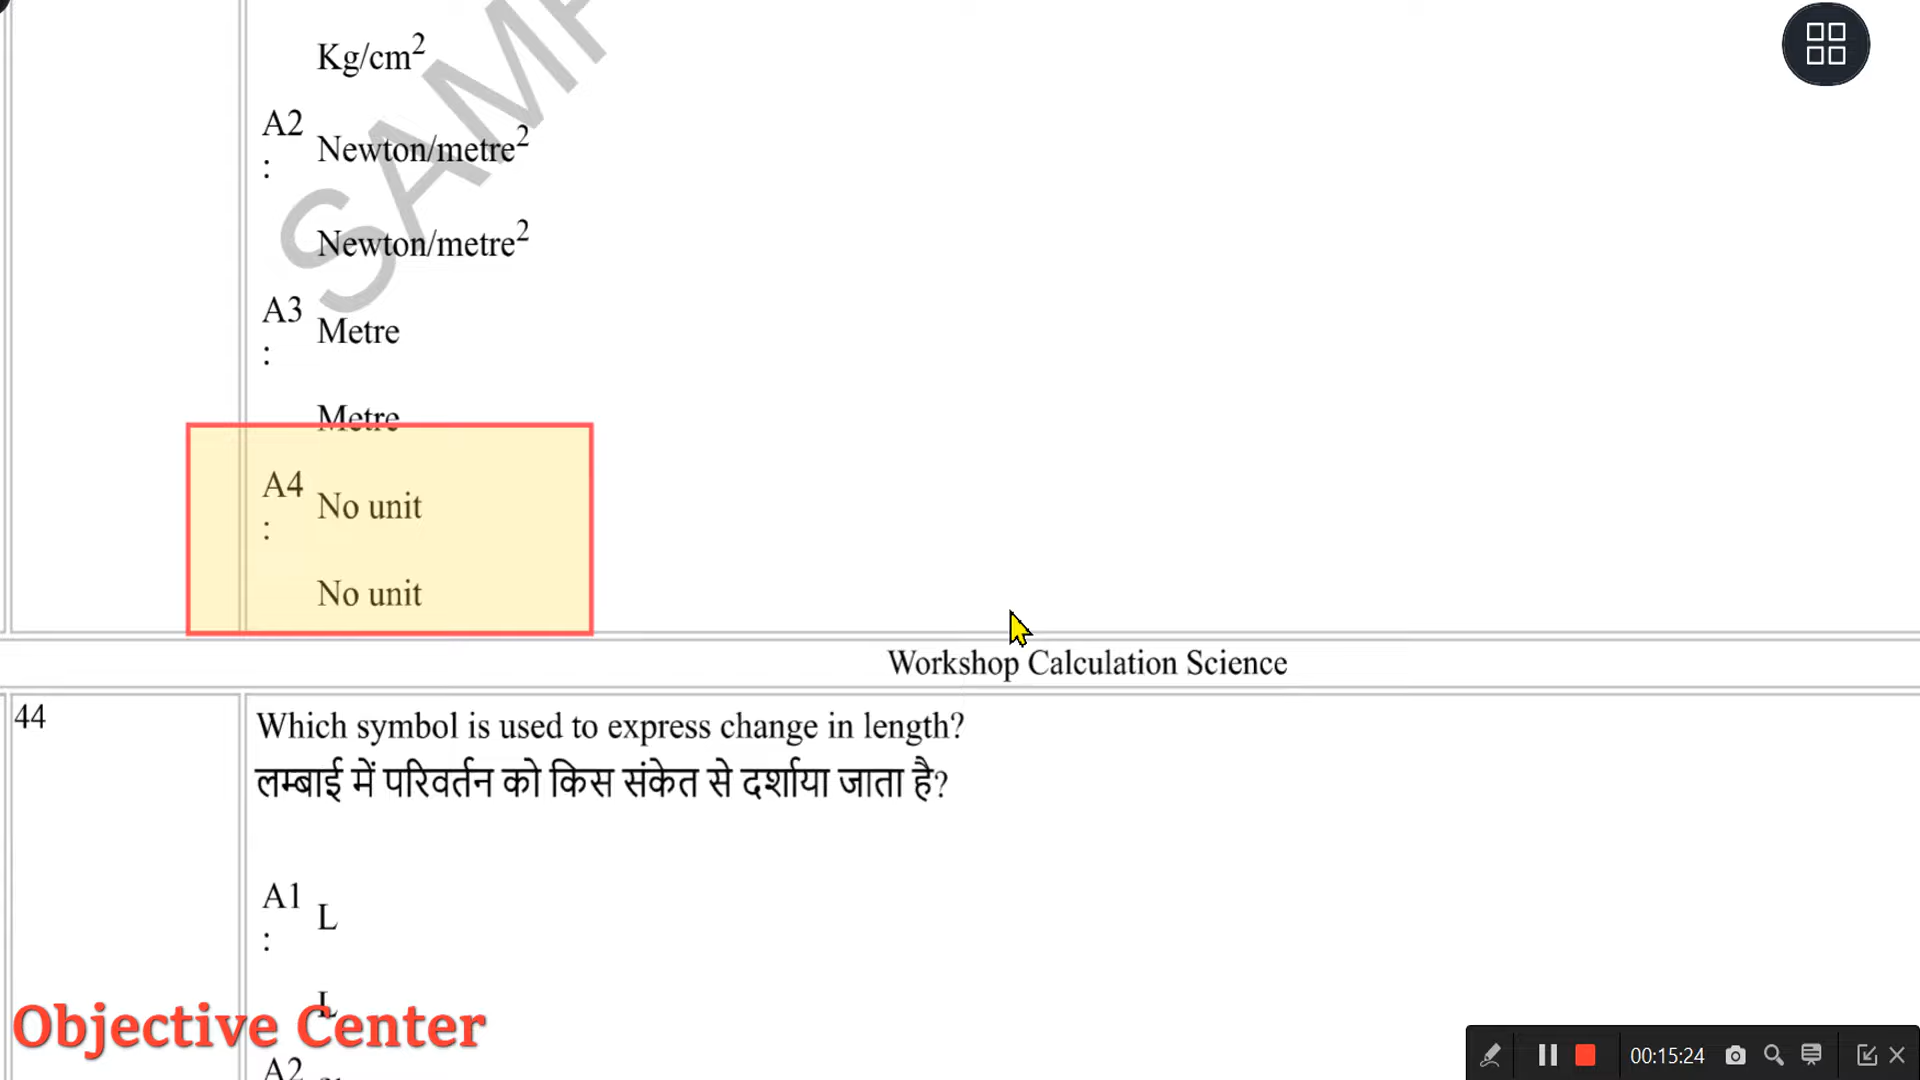 Kg/cm²
A2
:
Newton/metre²
Newton/metre²
A3
:
Metre
Metre
A4
:
No unit
No unit
Workshop Calculation Science
44
Which symbol is used to express change in length?
लम्बाई में परिवर्तन को किस संकेत से दर्शाया जाता है?
A1
:
L
L
Objective Center
A2
00:15:24